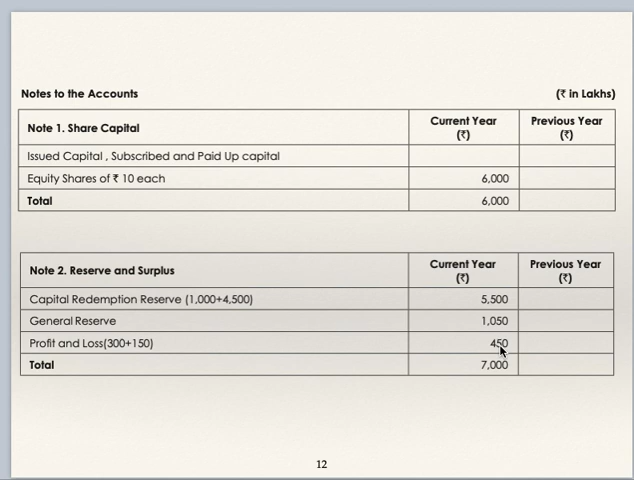 Notes to the Accounts (₹ in Lakhs)
Note 1. Share Capital Current Year (₹) Previous Year (₹)
Issued Capital , Subscribed and Paid Up capital
Equity Shares of ₹ 10 each 6,000
Total 6,000
Note 2. Reserve and Surplus Current Year (₹) Previous Year (₹)
Capital Redemption Reserve (1,000+4,500) 5,500
General Reserve 1,050
Profit and Loss(300+150) 450
Total 7,000
12